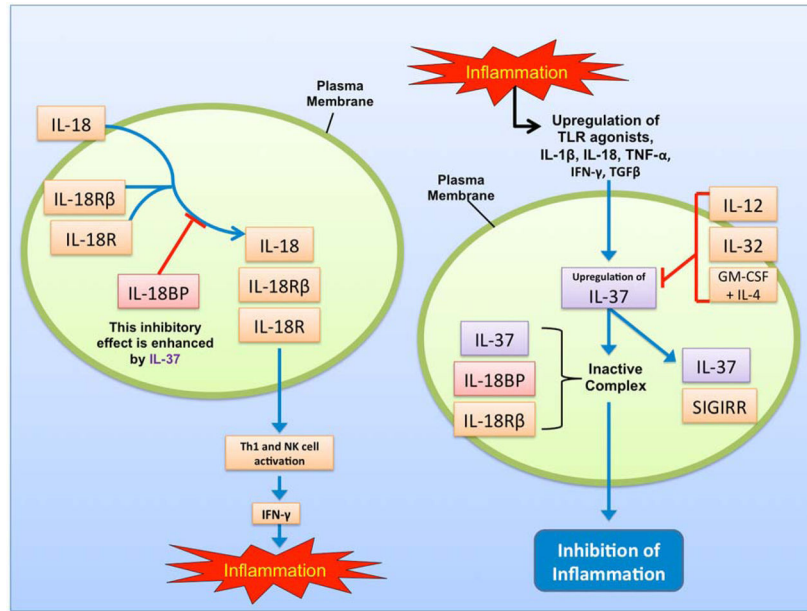 Plasma
Membrane
IL-18
IL-18Rβ
IL-18R
IL-18BP
This inhibitory
effect is enhanced
by IL-37
IL-18
IL-18Rβ
IL-18R
Th1 and NK cell
activation
IFN-γ
Inflammation
Inflammation
Upregulation of
TLR agonists,
IL-1β, IL-18, TNF-α,
IFN-γ, TGFβ
Plasma
Membrane
IL-12
IL-32
GM-CSF
+ IL-4
Upregulation of
IL-37
IL-37
IL-18BP
IL-18Rβ
Inactive
Complex
IL-37
SIGIRR
Inhibition of
Inflammation